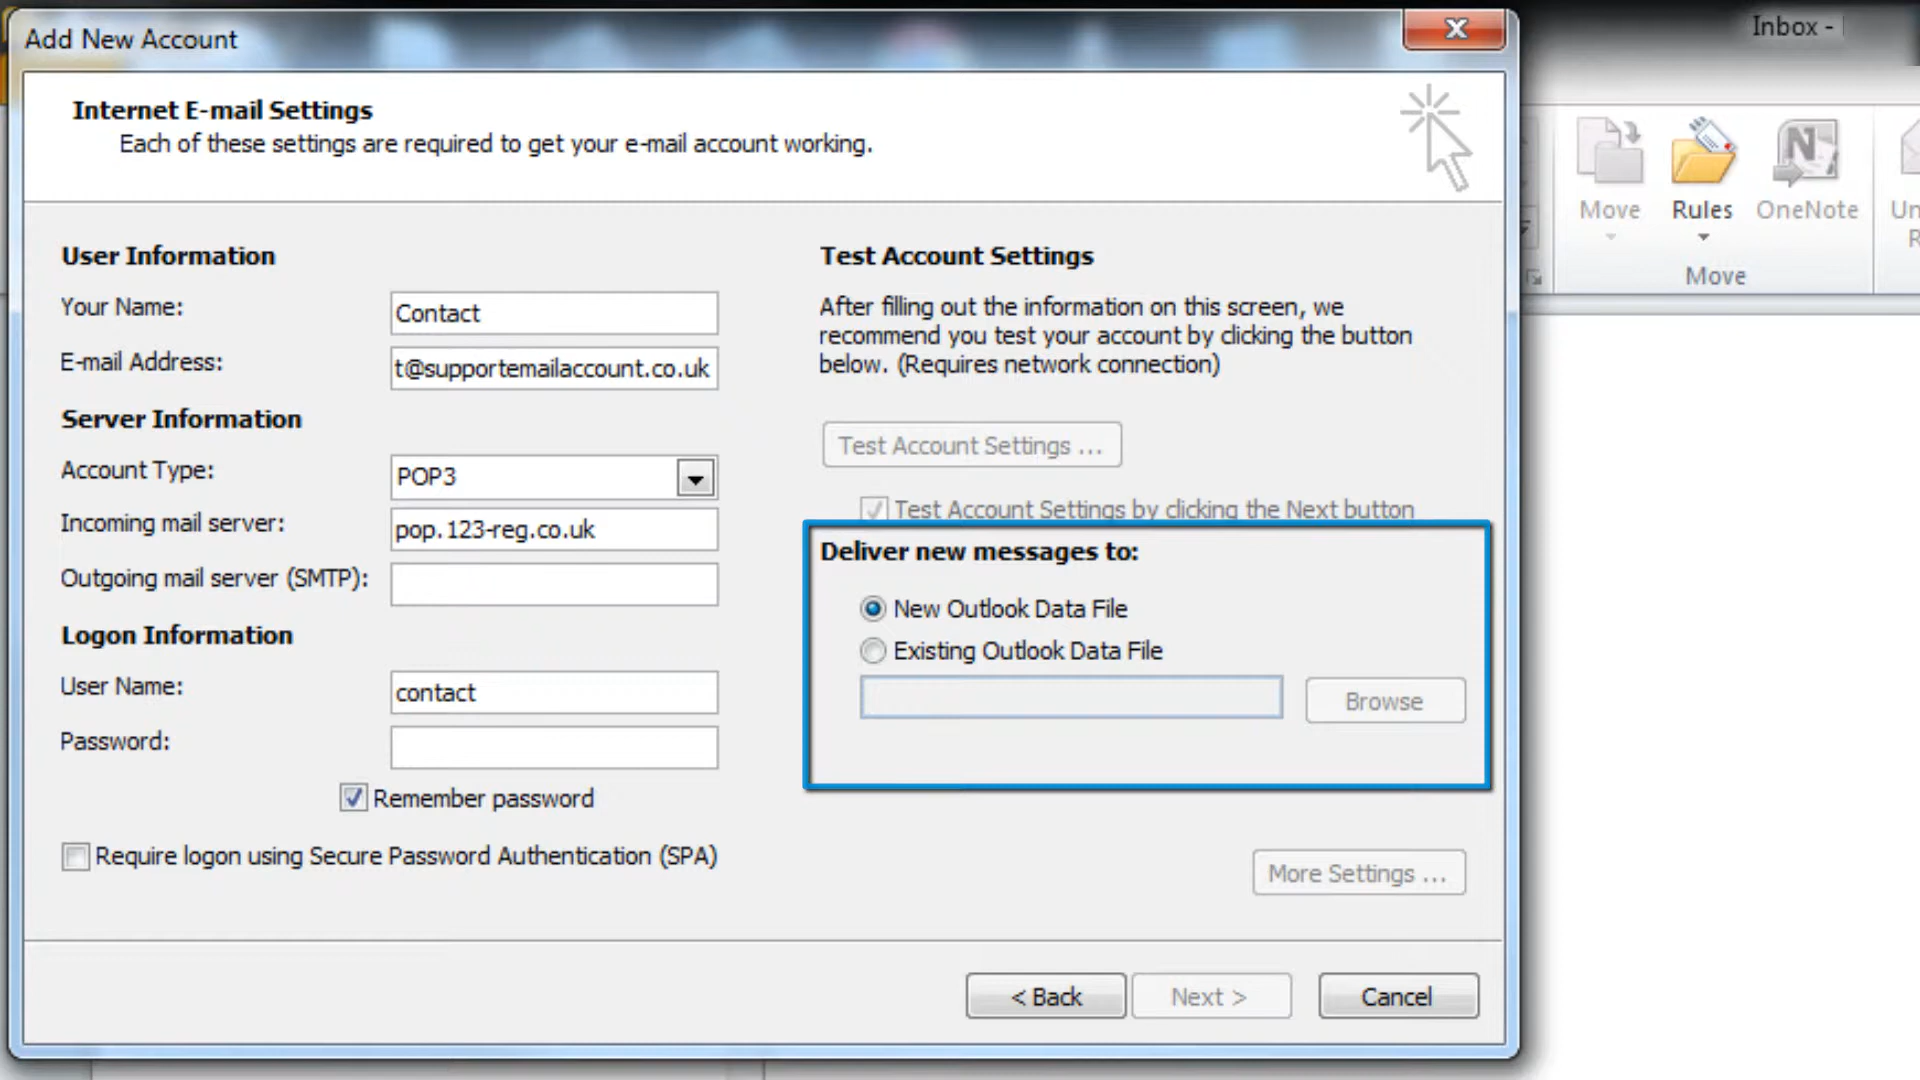 Add New Account
Inbox -
Internet E-mail Settings
Each of these settings are required to get your e-mail account working.
Move
Rules
OneNote
Move
User Information
Your Name:
Contact
E-mail Address:
t@supportemailaccount.co.uk
Server Information
Account Type:
POP3
Incoming mail server:
pop.123-reg.co.uk
Outgoing mail server (SMTP):
Logon Information
User Name:
contact
Password:
Remember password
Require logon using Secure Password Authentication (SPA)
Test Account Settings
After filling out the information on this screen, we
recommend you test your account by clicking the button
below. (Requires network connection)
Test Account Settings ...
Test Account Settings by clicking the Next button
Deliver new messages to:
New Outlook Data File
Existing Outlook Data File
Browse
More Settings ...
< Back
Next >
Cancel